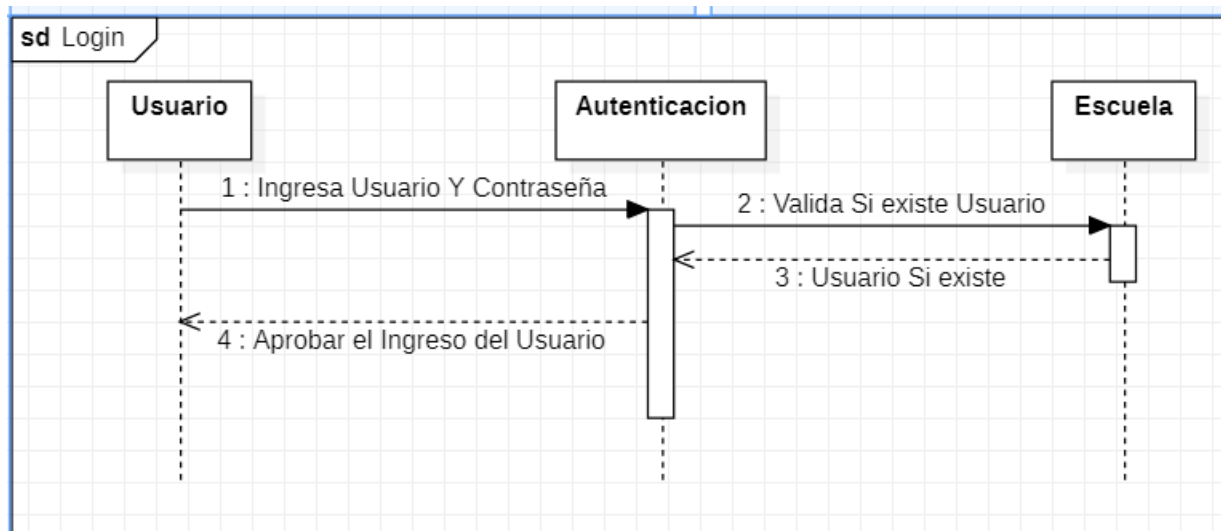 sd Login
Usuario
Autenticacion
Escuela
1 : Ingresa Usuario Y Contraseña
2 : Valida Si existe Usuario
3 : Usuario Si existe
4 : Aprobar el Ingreso del Usuario